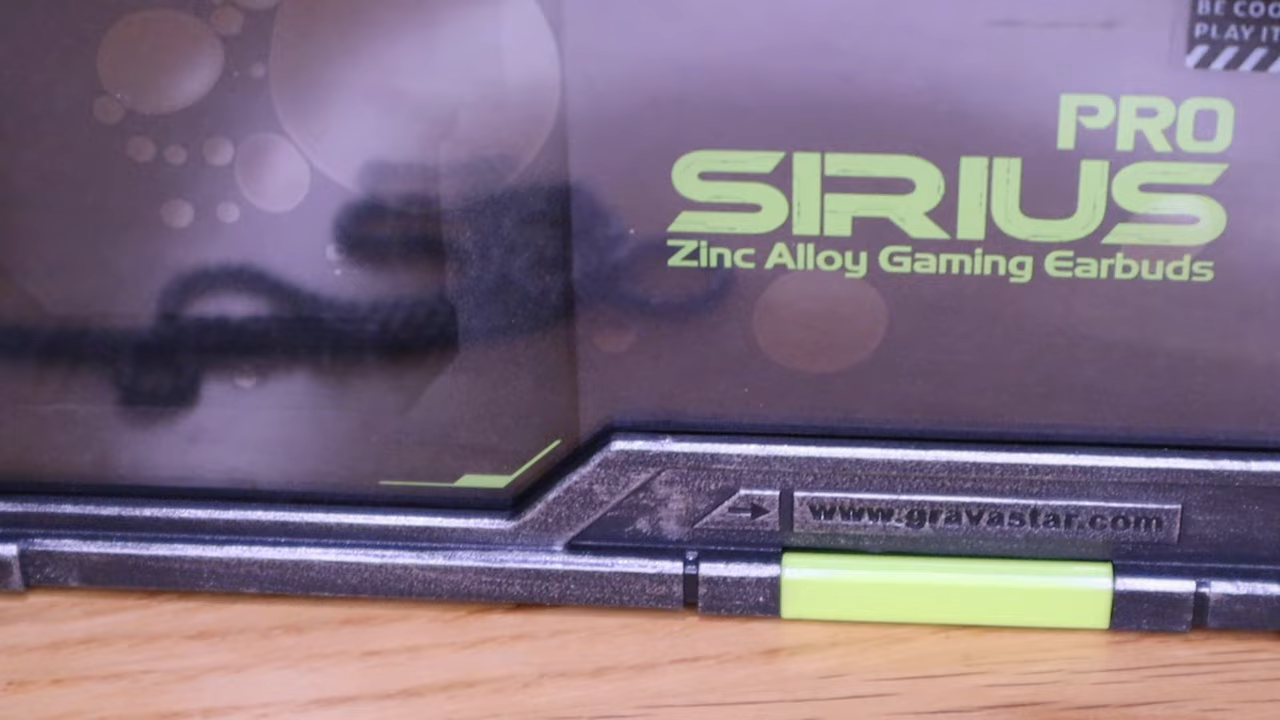 BE COO
PLAY IT
PRO
SIRIUS
Zinc Alloy Gaming Earbuds
www.gravastar.com